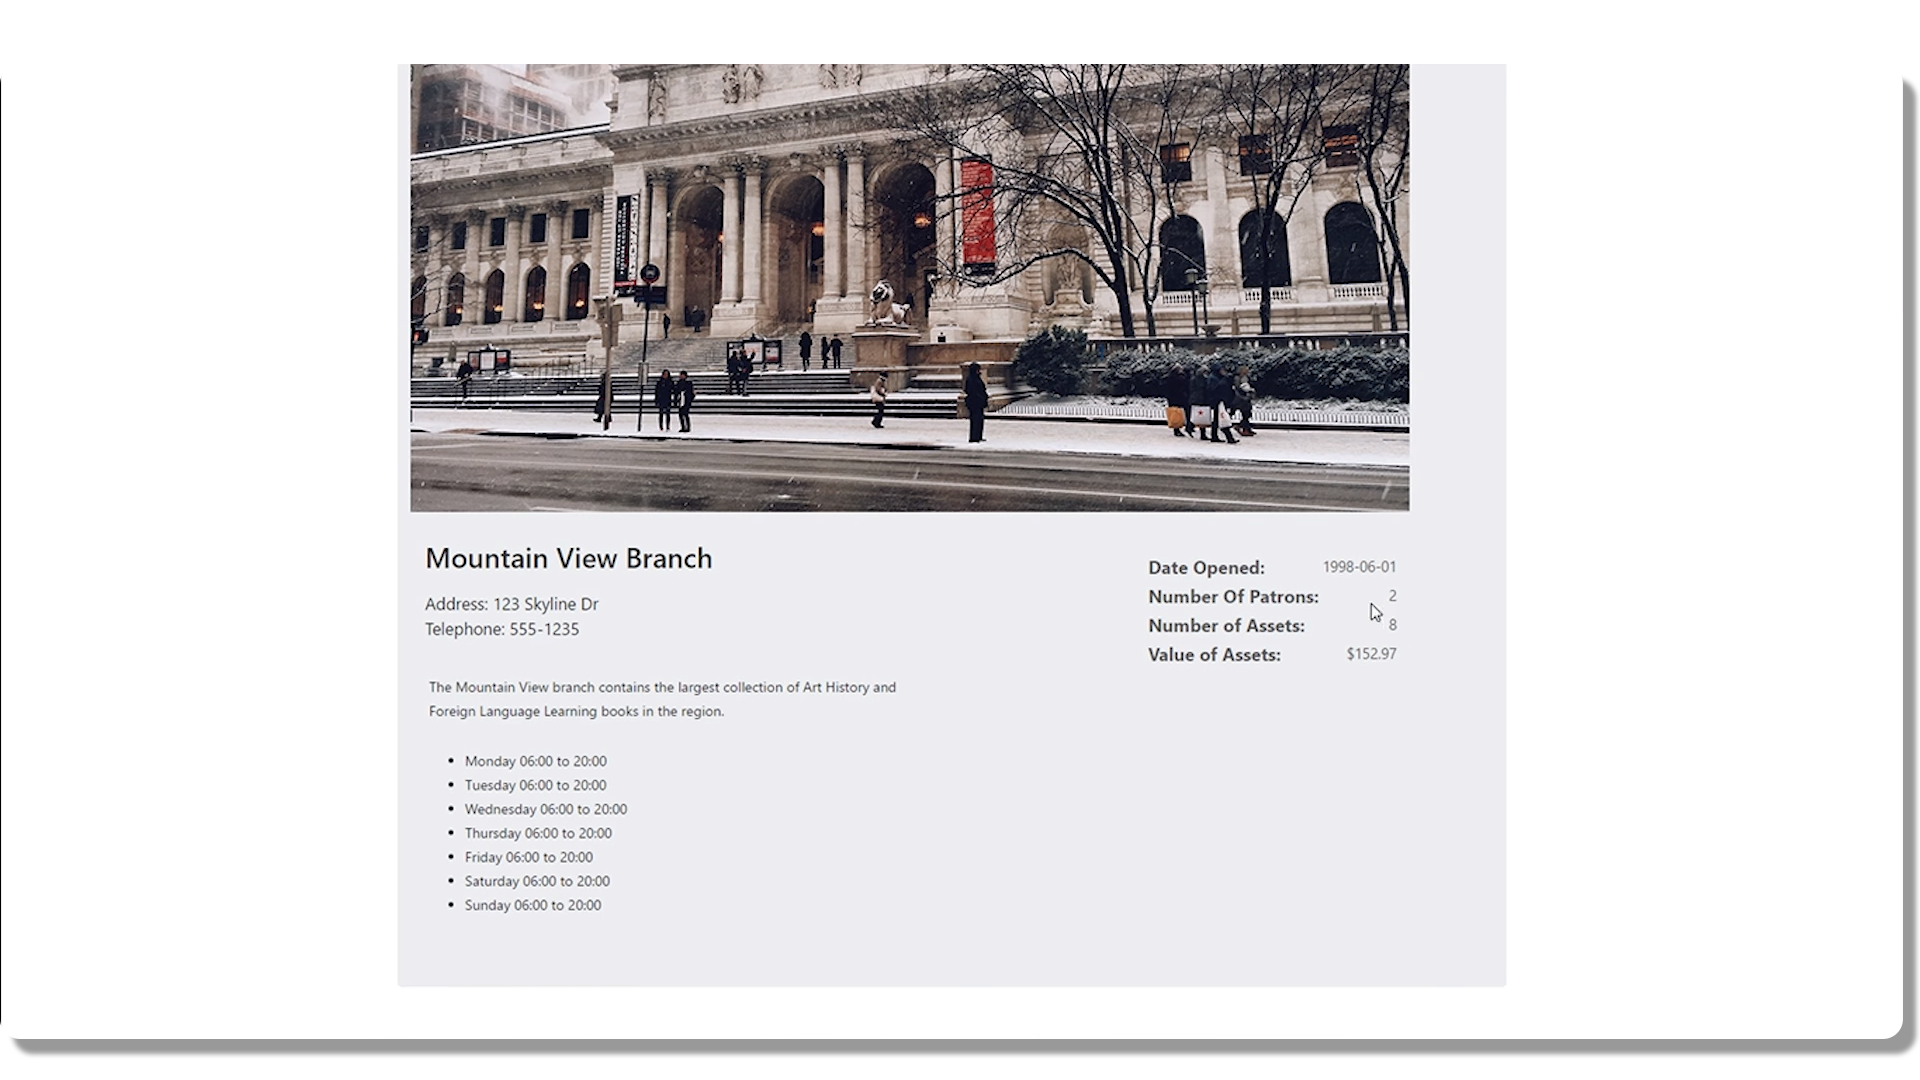 Mountain View Branch
Address: 123 Skyline Dr
Telephone: 555-1235
The Mountain View branch contains the largest collection of Art History and
Foreign Language Learning books in the region.
Monday 06:00 to 20:00
Tuesday 06:00 to 20:00
Wednesday 06:00 to 20:00
Thursday 06:00 to 20:00
Friday 06:00 to 20:00
Saturday 06:00 to 20:00
Sunday 06:00 to 20:00
Date Opened: 1998-06-01
Number Of Patrons: 2
Number of Assets: 8
Value of Assets: $152.97